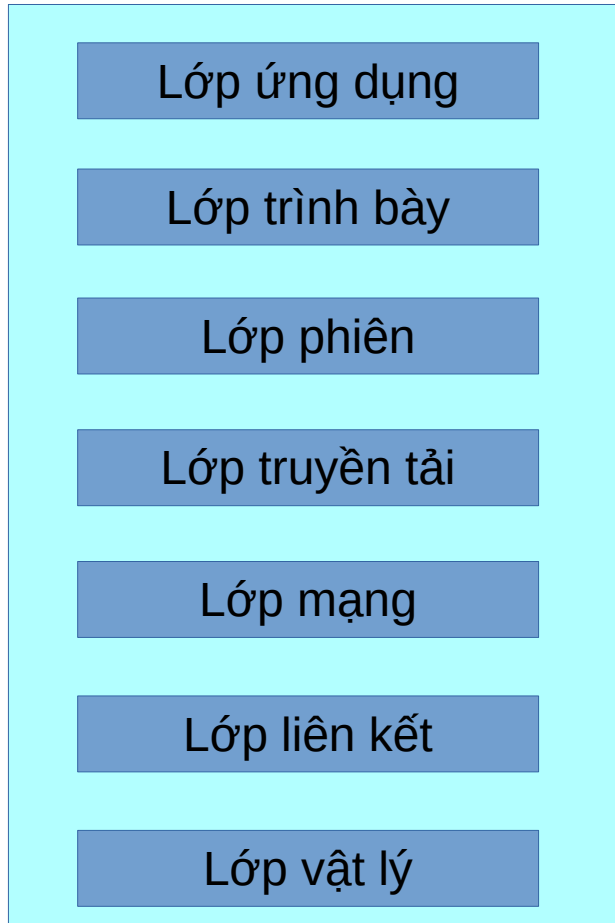 Lớp ứng dụng
Lớp trình bày
Lớp phiên
Lớp truyền tải
Lớp mạng
Lớp liên kết
Lớp vật lý